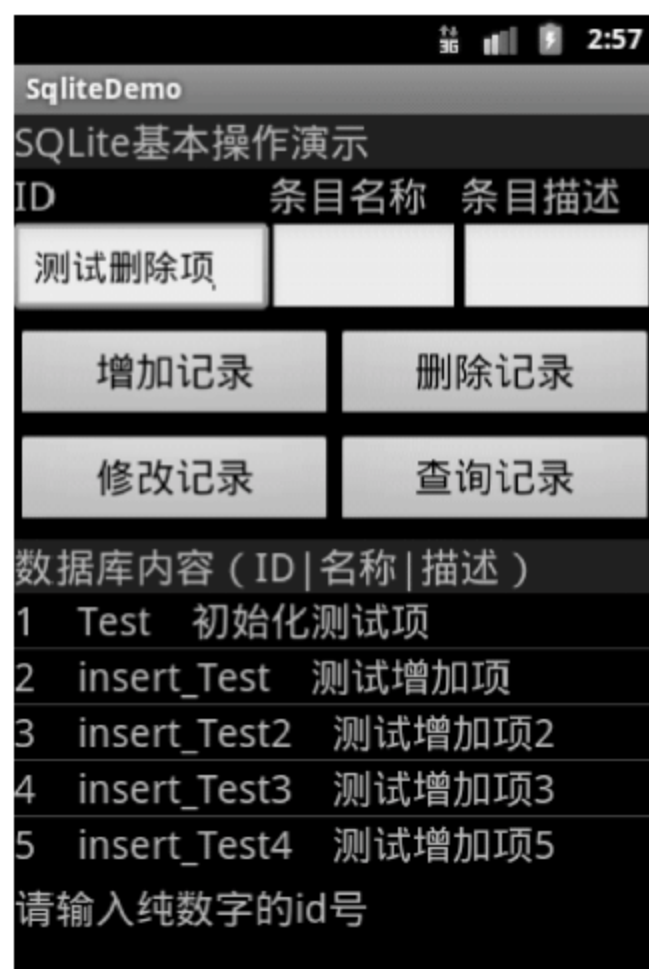 3G 2:57
SqliteDemo
SQLite基本操作演示
ID 条目名称 条目描述
测试删除项
增加记录 删除记录
修改记录 查询记录
数据库内容（ID|名称|描述）
1 Test 初始化测试项
2 insert_Test 测试增加项
3 insert_Test2 测试增加项2
4 insert_Test3 测试增加项3
5 insert_Test4 测试增加项5
请输入纯数字的id号